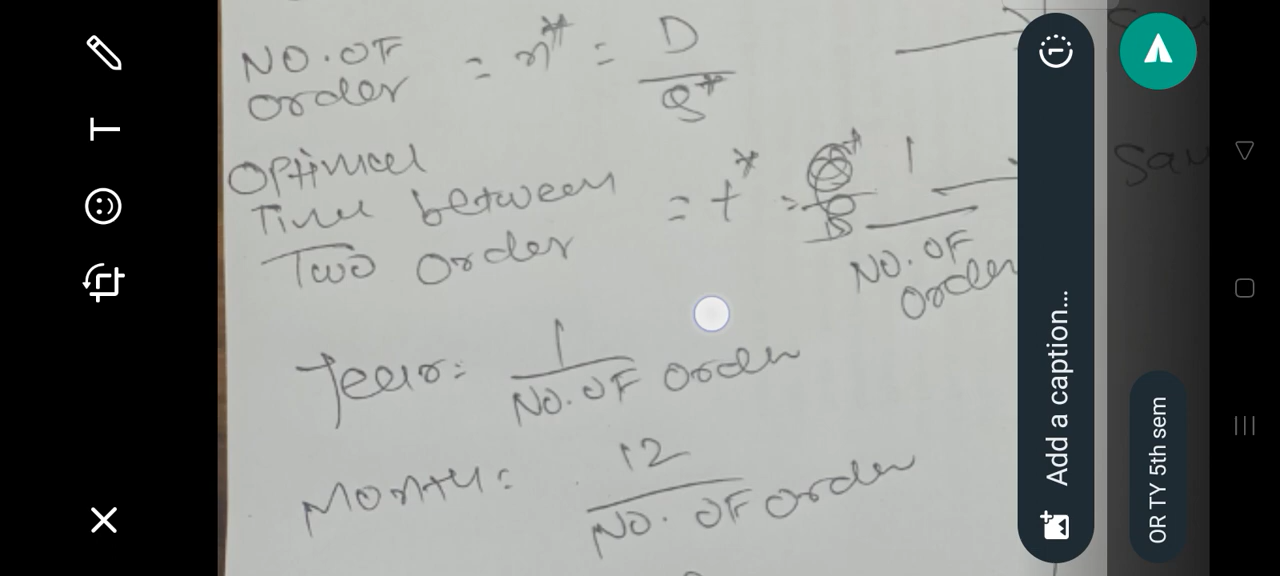 NO. OF
order = n* = D / Q*
Optimal
Time between
Two Order = t* = 1 / NO. OF Order
Year = 1 / NO. OF Order
Month = 12 / NO. OF Order
Sav
Add a caption...
OR TY 5th sem